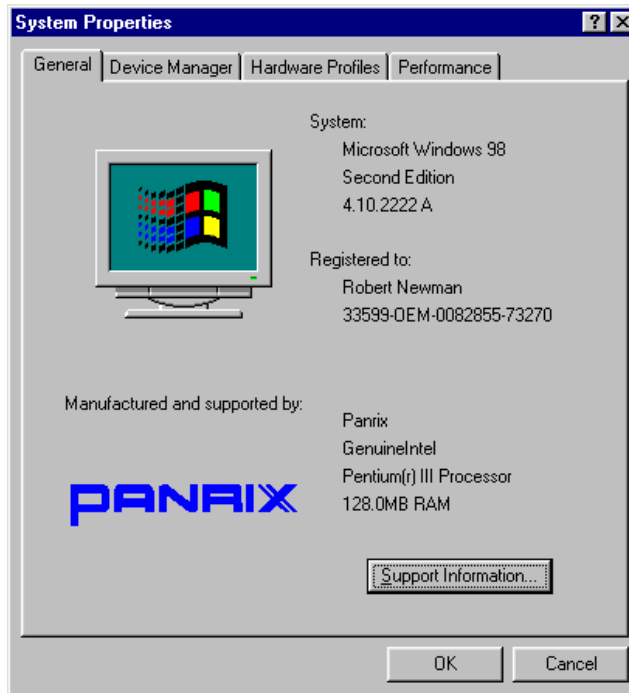 System Properties
General Device Manager Hardware Profiles Performance
System:
Microsoft Windows 98
Second Edition
4.10.2222 A
Registered to:
Robert Newman
33599-OEM-0082855-73270
Manufactured and supported by:
PANRIX
Panrix
GenuineIntel
Pentium(r) III Processor
128.0MB RAM
Support Information...
OK Cancel